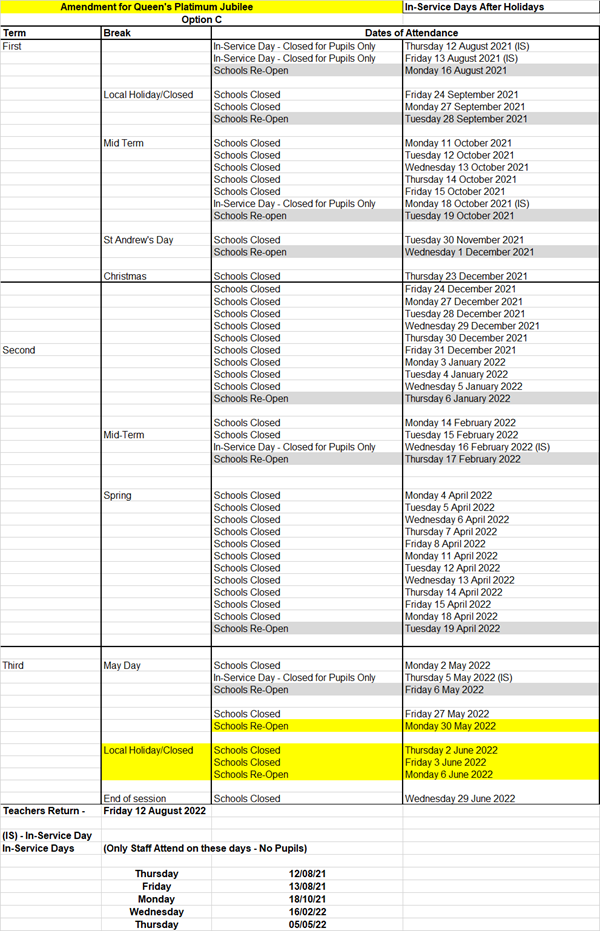 Amendment for Queen's Platinum Jubilee In-Service Days After Holidays
Option C
Term Break Dates of Attendance
First In-Service Day - Closed for Pupils Only Thursday 12 August 2021 (IS)
In-Service Day - Closed for Pupils Only Friday 13 August 2021 (IS)
Schools Re-Open Monday 16 August 2021
Local Holiday/Closed Schools Closed Friday 24 September 2021
Schools Closed Monday 27 September 2021
Schools Re-Open Tuesday 28 September 2021
Mid Term Schools Closed Monday 11 October 2021
Schools Closed Tuesday 12 October 2021
Schools Closed Wednesday 13 October 2021
Schools Closed Thursday 14 October 2021
Schools Closed Friday 15 October 2021
In-Service Day - Closed for Pupils Only Monday 18 October 2021 (IS)
Schools Re-open Tuesday 19 October 2021
St Andrew's Day Schools Closed Tuesday 30 November 2021
Schools Re-open Wednesday 1 December 2021
Christmas Schools Closed Thursday 23 December 2021
Schools Closed Friday 24 December 2021
Schools Closed Monday 27 December 2021
Schools Closed Tuesday 28 December 2021
Schools Closed Wednesday 29 December 2021
Schools Closed Thursday 30 December 2021
Second Schools Closed Friday 31 December 2021
Schools Closed Monday 3 January 2022
Schools Closed Tuesday 4 January 2022
Schools Closed Wednesday 5 January 2022
Schools Re-Open Thursday 6 January 2022
Schools Closed Monday 14 February 2022
Mid-Term Schools Closed Tuesday 15 February 2022
In-Service Day - Closed for Pupils Only Wednesday 16 February 2022 (IS)
Schools Re-Open Thursday 17 February 2022
Spring Schools Closed Monday 4 April 2022
Schools Closed Tuesday 5 April 2022
Schools Closed Wednesday 6 April 2022
Schools Closed Thursday 7 April 2022
Schools Closed Friday 8 April 2022
Schools Closed Monday 11 April 2022
Schools Closed Tuesday 12 April 2022
Schools Closed Wednesday 13 April 2022
Schools Closed Thursday 14 April 2022
Schools Closed Friday 15 April 2022
Schools Closed Monday 18 April 2022
Schools Re-Open Tuesday 19 April 2022
Third May Day Schools Closed Monday 2 May 2022
In-Service Day - Closed for Pupils Only Thursday 5 May 2022 (IS)
Schools Re-Open Friday 6 May 2022
Schools Closed Friday 27 May 2022
Schools Re-Open Monday 30 May 2022
Local Holiday/Closed Schools Closed Thursday 2 June 2022
Schools Closed Friday 3 June 2022
Schools Re-Open Monday 6 June 2022
End of session Schools Closed Wednesday 29 June 2022
Teachers Return - Friday 12 August 2022
(IS) - In-Service Day
In-Service Days (Only Staff Attend on these days - No Pupils)
Thursday 12/08/21
Friday 13/08/21
Monday 18/10/21
Wednesday 16/02/22
Thursday 05/05/22